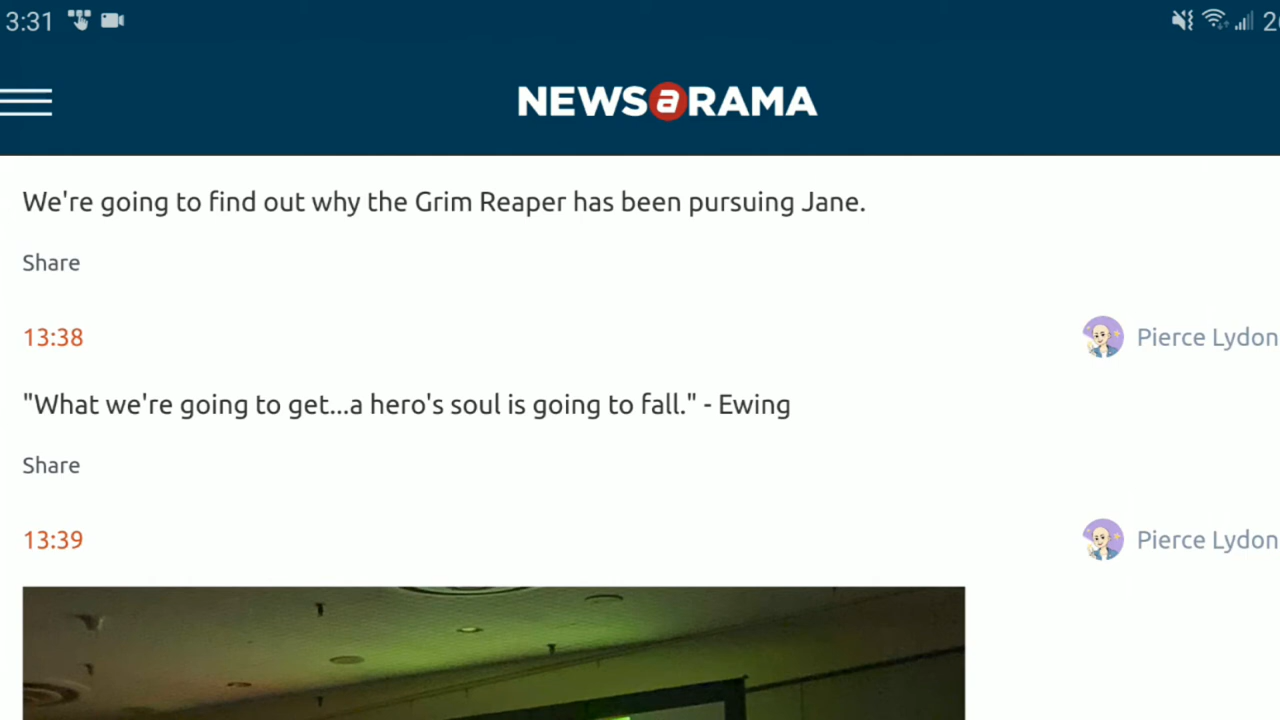 3:31
NEWSaRAMA
We're going to find out why the Grim Reaper has been pursuing Jane.
Share
13:38
Pierce Lydon
"What we're going to get...a hero's soul is going to fall." - Ewing
Share
13:39
Pierce Lydon